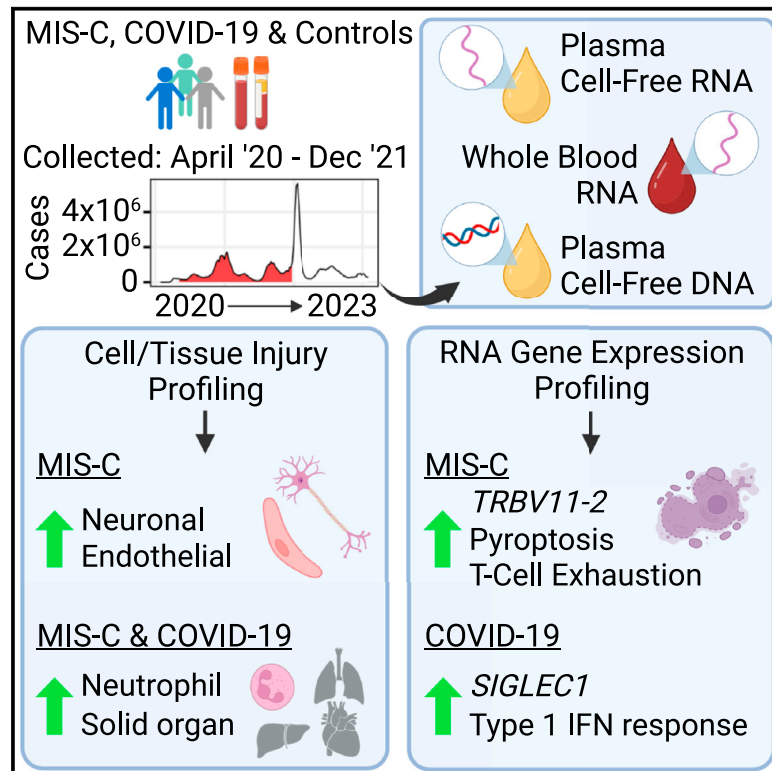 MIS-C, COVID-19 & Controls
Collected: April '20 - Dec '21
Cases
4x10⁶
2x10⁶
0
2020
2023
Plasma
Cell-Free RNA
Whole Blood
RNA
Plasma
Cell-Free DNA
Cell/Tissue Injury
Profiling
MIS-C
Neuronal
Endothelial
MIS-C & COVID-19
Neutrophil
Solid organ
RNA Gene Expression
Profiling
MIS-C
TRBV11-2
Pyroptosis
T-Cell Exhaustion
COVID-19
SIGLEC1
Type 1 IFN response